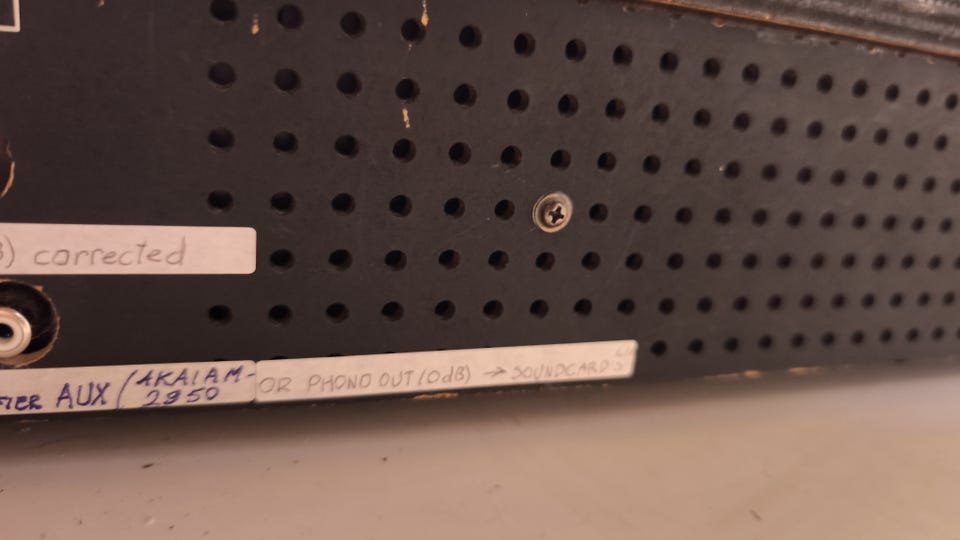 ) corrected
FIER AUX (AKAI AM-2950
OR PHONO OUT (0dB) → SOUNDCARD'S